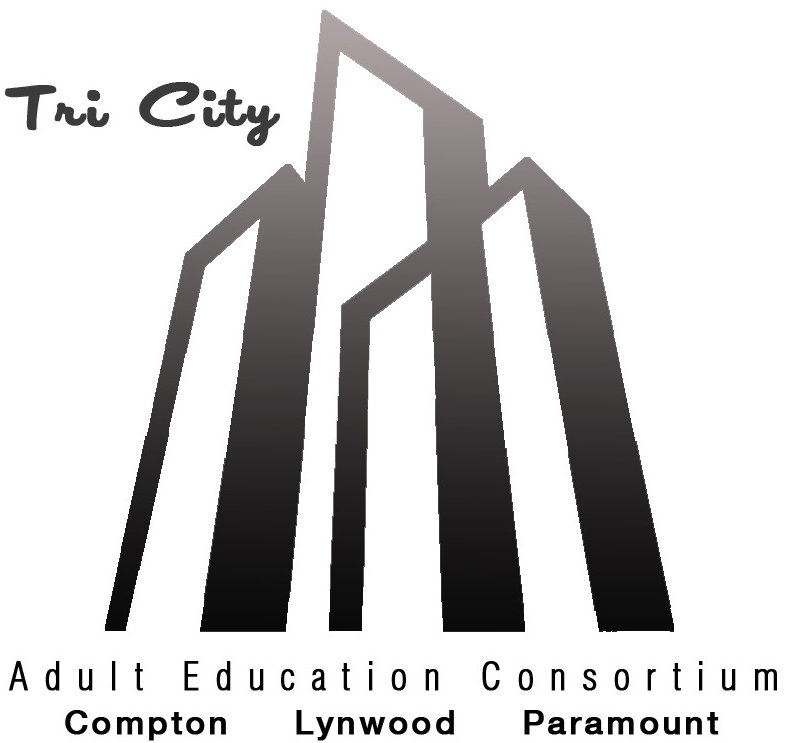 Tri City
Adult Education Consortium
Compton Lynwood Paramount